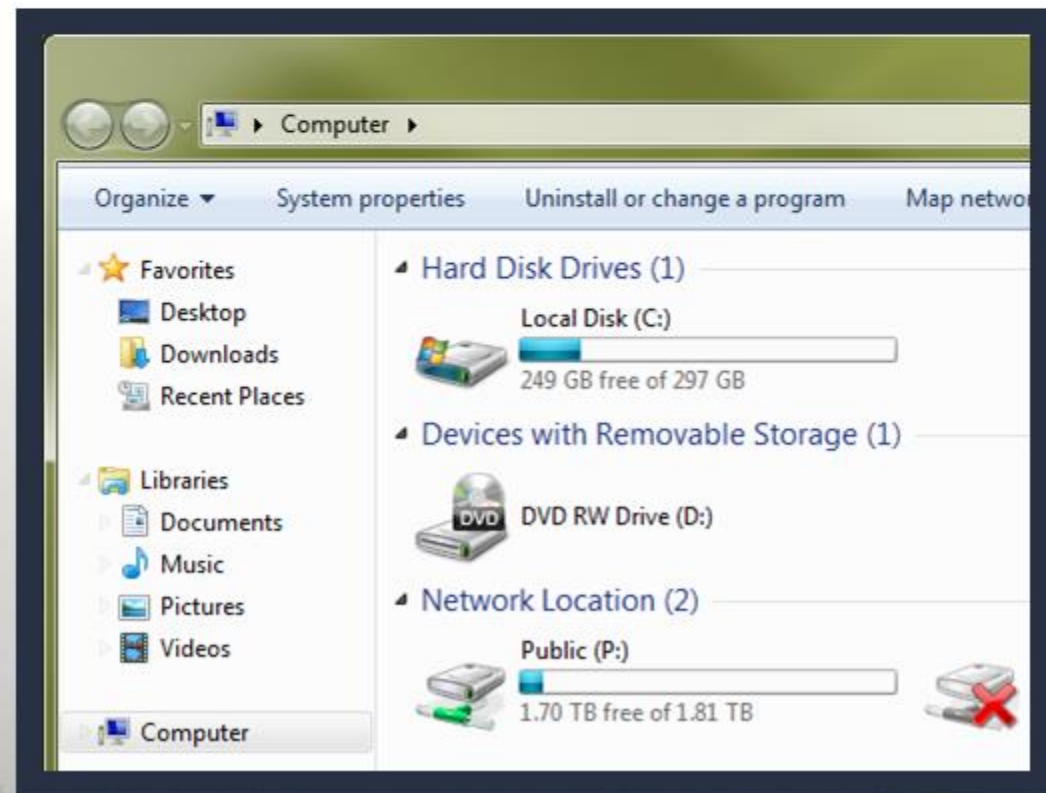 Computer
Organize System properties Uninstall or change a program Map netwo
Favorites
Desktop
Downloads
Recent Places
Libraries
Documents
Music
Pictures
Videos
Computer
Hard Disk Drives (1)
Local Disk (C:)
249 GB free of 297 GB
Devices with Removable Storage (1)
DVD
DVD RW Drive (D:)
Network Location (2)
Public (P:)
1.70 TB free of 1.81 TB